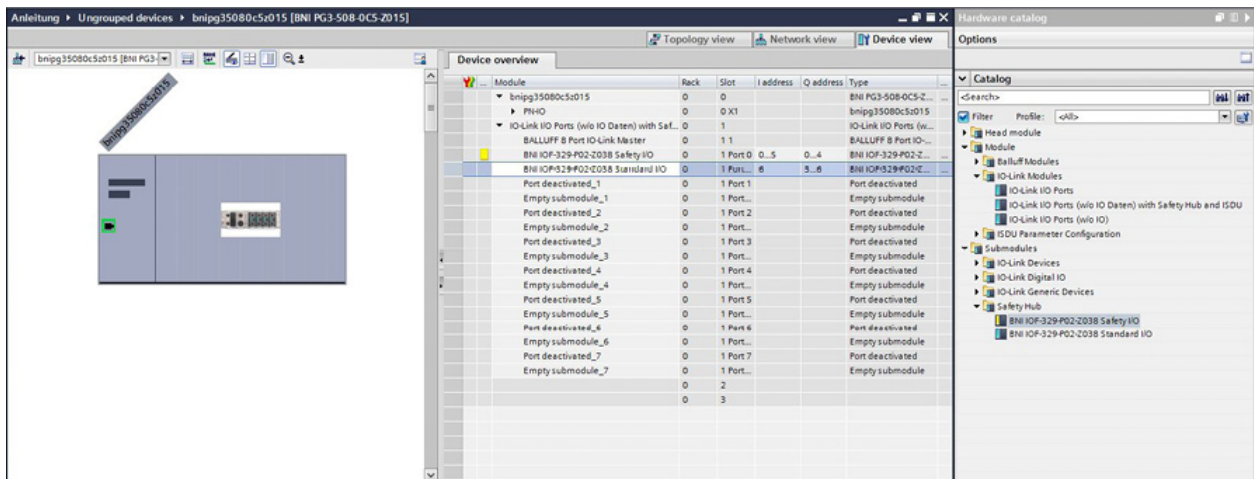 Anleitung ▸ Ungrouped devices ▸ bnipg35080c5z015 [BNI PG3-508-0C5-Z015]
Hardware catalog
Topology view Network view Device view
Options
bnipg35080c5z015 [BNI PG3-
Device overview
bnipg35080c5z015
... Module Rack Slot I address Q address Type ...
bnipg35080c5z015 0 0 BNI PG3-508-0C5-Z...
PN-IO 0 0 X1 bnipg35080c5z015
IO-Link I/O Ports (w/o IO Daten) with Saf... 0 1 IO-Link I/O Ports (w...
BALLUFF 8 Port IO-Link Master 0 1 1 BALLUFF 8 Port IO-...
BNI IOF-329-P02-Z038 Safety I/O 0 1 Port 0 0...5 0...4 BNI IOF-329-P02-Z... ...
BNI IOF-329-P02-Z038 Standard I/O 0 1 Port... 6 5...6 BNI IOF-329-P02-Z... ...
Port deactivated_1 0 1 Port 1 Port deactivated
Empty submodule_1 0 1 Port... Empty submodule
Port deactivated_2 0 1 Port 2 Port deactivated
Empty submodule_2 0 1 Port... Empty submodule
Port deactivated_3 0 1 Port 3 Port deactivated
Empty submodule_3 0 1 Port... Empty submodule
Port deactivated_4 0 1 Port 4 Port deactivated
Empty submodule_4 0 1 Port... Empty submodule
Port deactivated_5 0 1 Port 5 Port deactivated
Empty submodule_5 0 1 Port... Empty submodule
Port deactivated_6 0 1 Port 6 Port deactivated
Empty submodule_6 0 1 Port... Empty submodule
Port deactivated_7 0 1 Port 7 Port deactivated
Empty submodule_7 0 1 Port... Empty submodule
0 2
0 3
Catalog
<Search>
Filter Profile: <All>
Head module
Module
Balluff Modules
IO-Link Modules
IO-Link I/O Ports
IO-Link I/O Ports (w/o IO Daten) with Safety Hub and ISDU
IO-Link I/O Ports (w/o IO)
ISDU Parameter Configuration
Submodules
IO-Link Devices
IO-Link Digital IO
IO-Link Generic Devices
Safety Hub
BNI IOF-329-P02-Z038 Safety I/O
BNI IOF-329-P02-Z038 Standard I/O